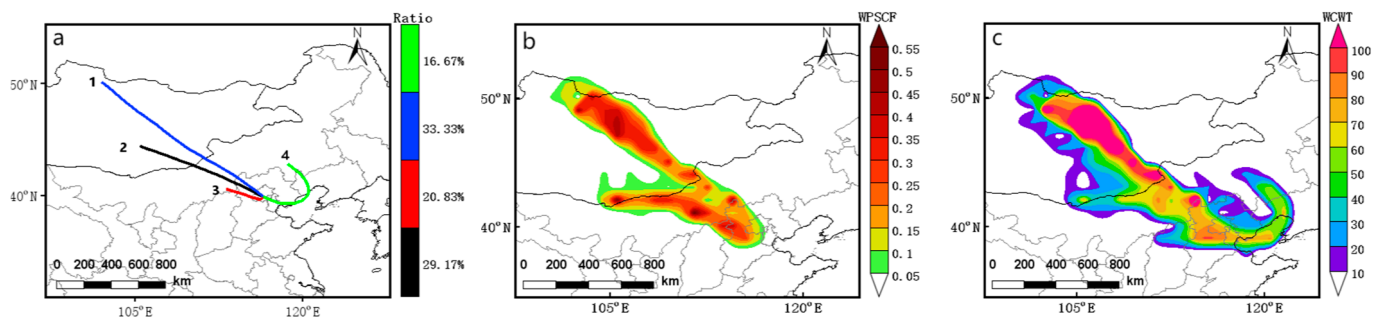 a
Ratio
N
1
2
3
4
50°N
40°N
0 200 400 600 800
km
105°E
120°E
16.67%
33.33%
20.83%
29.17%
b
WPSCF
N
50°N
40°N
0 200 400 600 800
km
105°E
120°E
0.55
0.5
0.45
0.4
0.35
0.3
0.25
0.2
0.15
0.1
0.05
c
WCWT
N
50°N
40°N
0 200 400 600 800
km
105°E
120°E
100
90
80
70
60
50
40
30
20
10